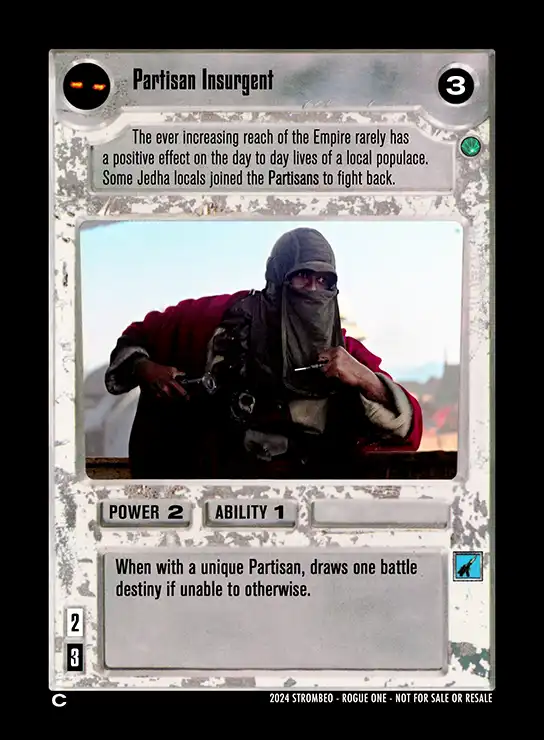 Partisan Insurgent
3
The ever increasing reach of the Empire rarely has
a positive effect on the day to day lives of a local populace.
Some Jedha locals joined the Partisans to fight back.
POWER 2 ABILITY 1
When with a unique Partisan, draws one battle
destiny if unable to otherwise.
2
3
C 2024 STROMBEO - ROGUE ONE - NOT FOR SALE OR RESALE